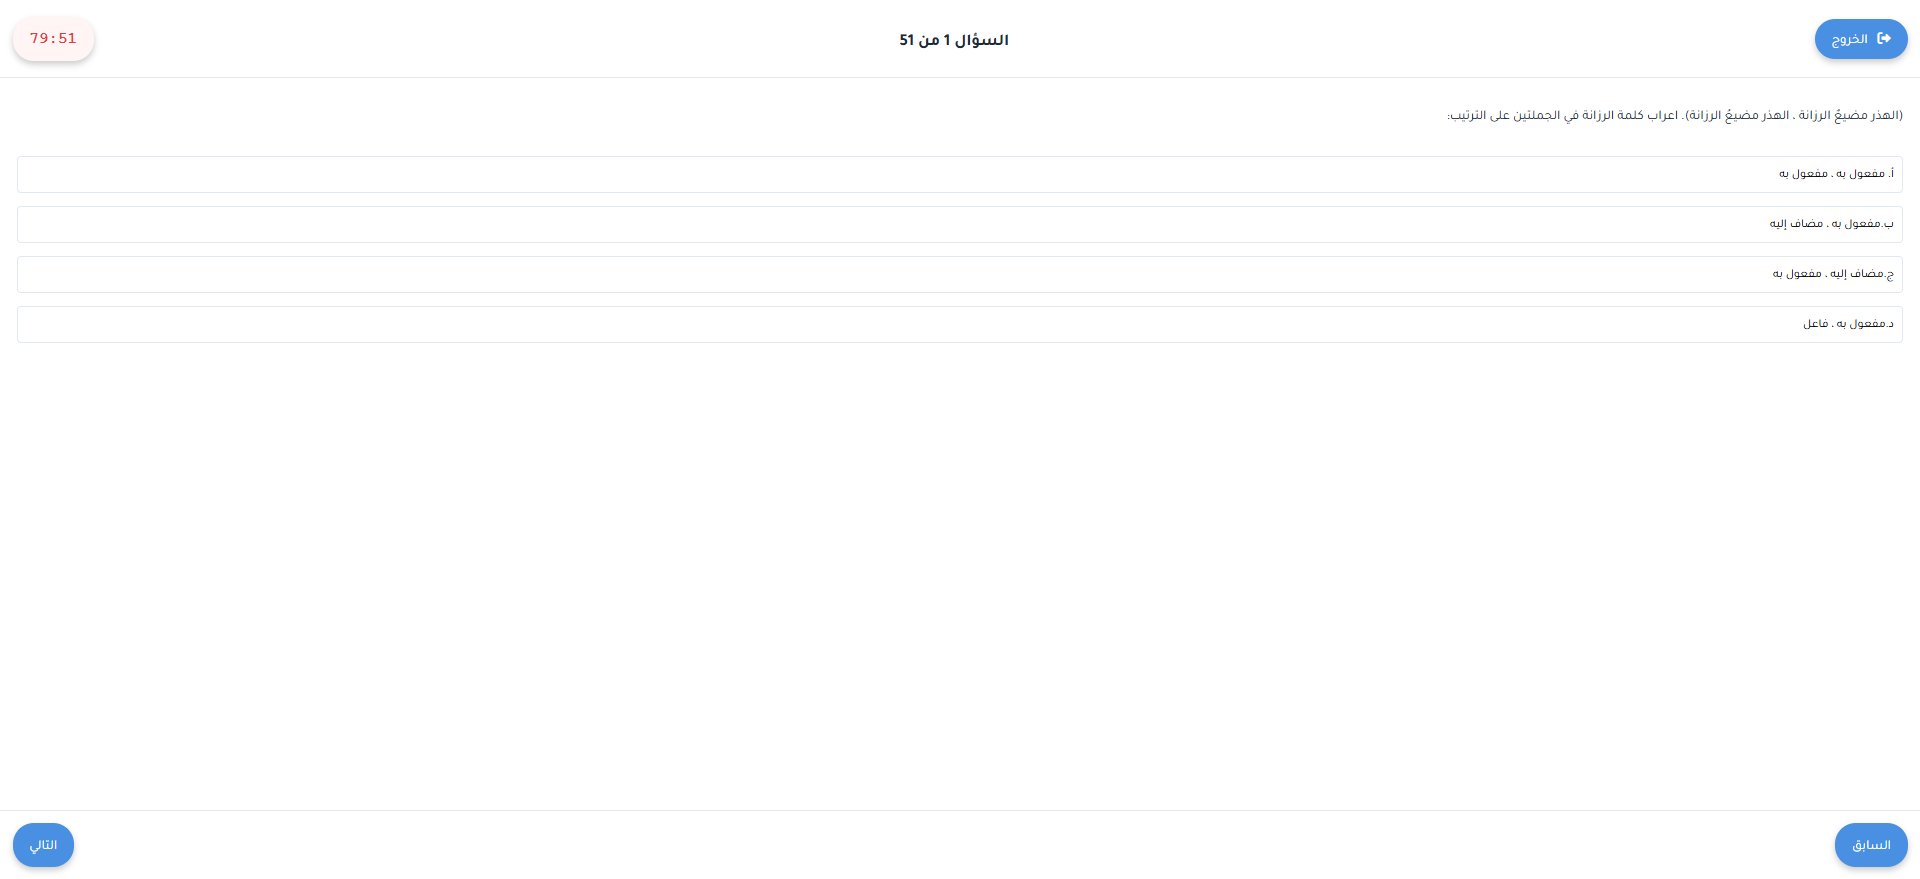 الخروج
السؤال 1 من 51
79:51
(الهذر مضيعٌ الرزانة ، الهذر مضيعُ الرزانة). اعراب كلمة الرزانة في الجملتين على الترتيب:
أ. مفعول به ، مفعول به
ب.مفعول به ، مضاف إليه
ج.مضاف إليه ، مفعول به
د.مفعول به ، فاعل
السابق
التالي